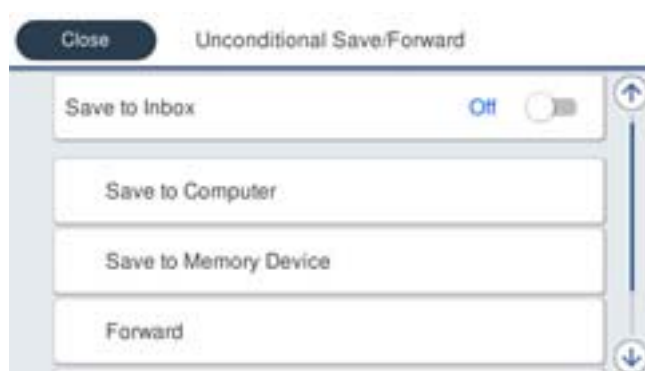 Close Unconditional Save/Forward
Save to Inbox Off
Save to Computer
Save to Memory Device
Forward